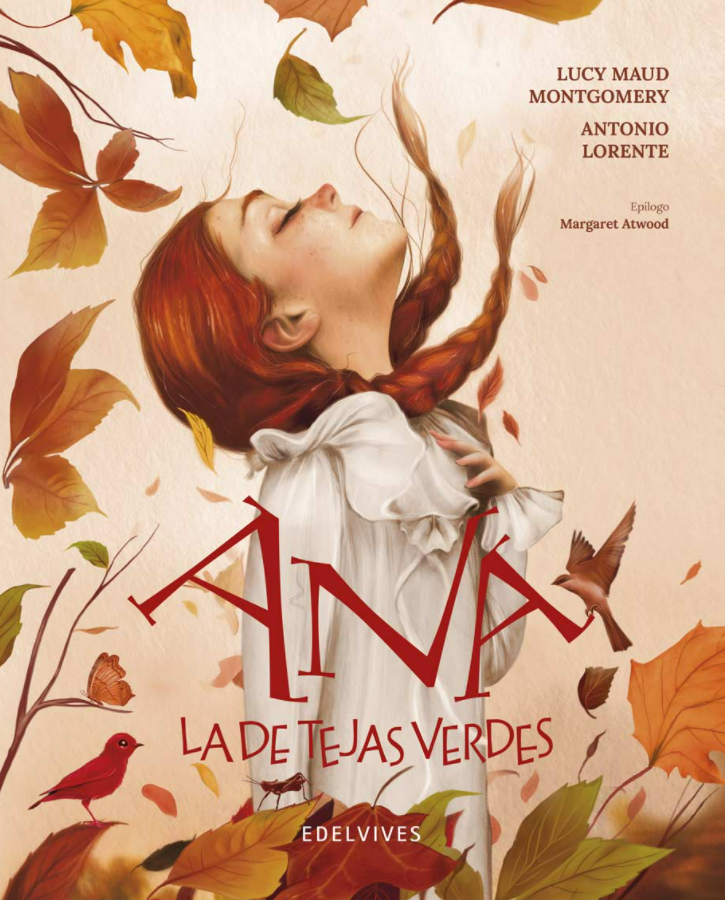 LUCY MAUD
MONTGOMERY
ANTONIO
LORENTE
Epílogo
Margaret Atwood
ANA
LA DE TEJAS VERDES
EDELVIVES